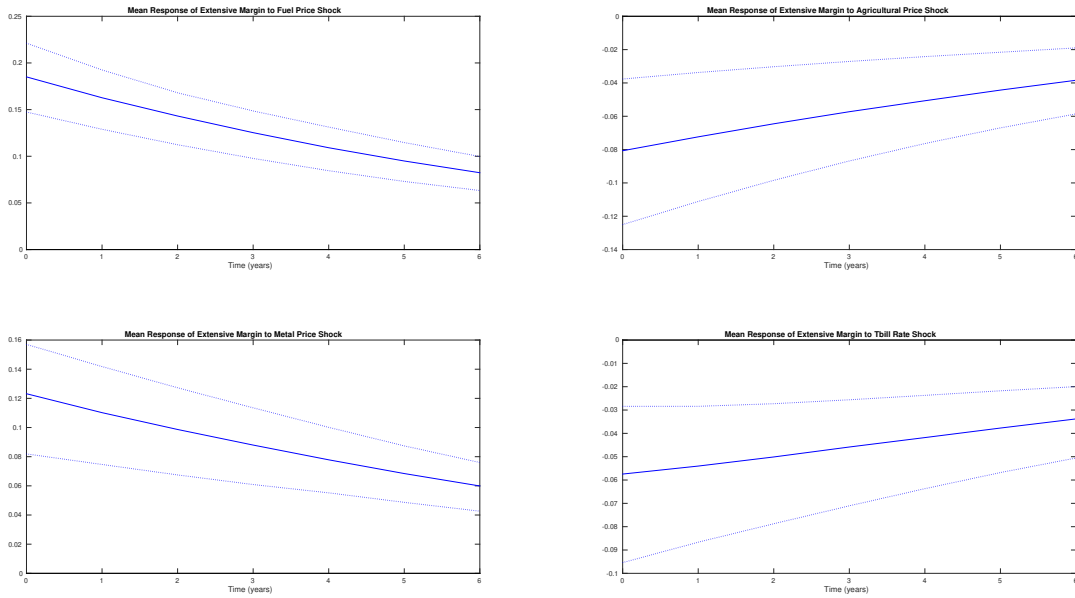 Mean Response of Extensive Margin to Fuel Price Shock
0.25
0.2
0.15
0.1
0.05
0
0 1 2 3 4 5 6
Time (years)
Mean Response of Extensive Margin to Agricultural Price Shock
0
-0.02
-0.04
-0.06
-0.08
-0.1
-0.12
-0.14
0 1 2 3 4 5 6
Time (years)
Mean Response of Extensive Margin to Metal Price Shock
0.16
0.14
0.12
0.1
0.08
0.06
0.04
0.02
0
0 1 2 3 4 5 6
Time (years)
Mean Response of Extensive Margin to Tbill Rate Shock
0
-0.01
-0.02
-0.03
-0.04
-0.05
-0.06
-0.07
-0.08
-0.09
-0.1
0 1 2 3 4 5 6
Time (years)